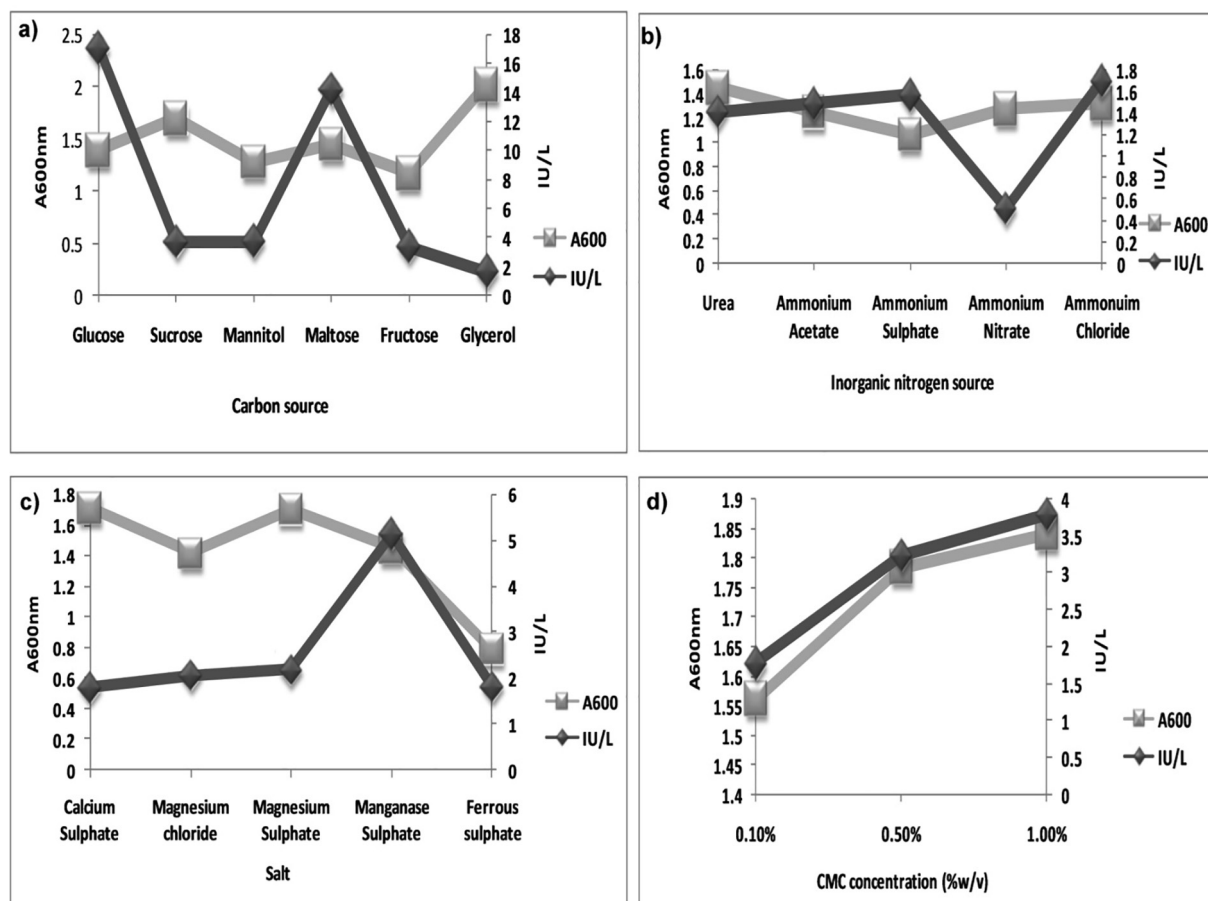 a)
2.5
2
1.5
1
0.5
0
A600nm
18
16
14
12
10
8
6
4
2
0
IU/L
A600
IU/L
Glucose Sucrose Mannitol Maltose Fructose Glycerol
Carbon source
b)
1.6
1.4
1.2
1
0.8
0.6
0.4
0.2
0
A600nm
1.8
1.6
1.4
1.2
1
0.8
0.6
0.4
0.2
0
IU/L
A600
IU/L
Urea Ammonium Ammonium Ammonium Ammonuim
Acetate Sulphate Nitrate Chloride
Inorganic nitrogen source
c)
1.8
1.6
1.4
1.2
1
0.8
0.6
0.4
0.2
0
A600nm
6
5
4
3
2
1
0
IU/L
A600
IU/L
Calcium Magnesium Magnesium Manganase Ferrous
Sulphate chloride Sulphate Sulphate sulphate
Salt
d)
1.9
1.85
1.8
1.75
1.7
1.65
1.6
1.55
1.5
1.45
1.4
A600nm
4
3.5
3
2.5
2
1.5
1
0.5
0
IU/L
A600
IU/L
0.10% 0.50% 1.00%
CMC concentration (%w/v)